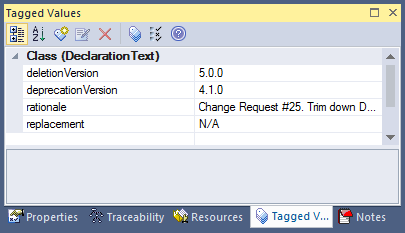 Tagged Values
Class (DeclarationText)
deletionVersion 5.0.0
deprecationVersion 4.1.0
rationale Change Request #25. Trim down D...
replacement N/A
Properties Traceability Resources Tagged V... Notes